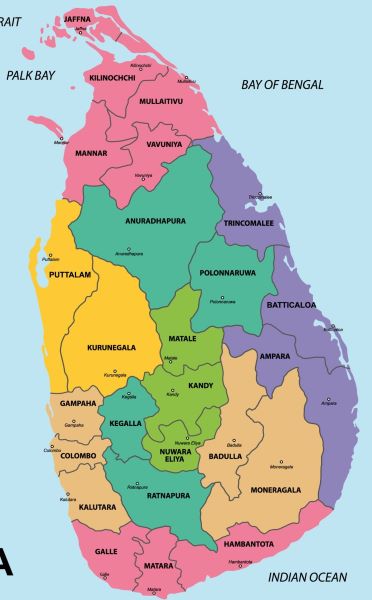 RAIT
JAFFNA
Jaffna
PALK BAY
KILINOCHCHI
Kilinochchi
Mullaitivu
BAY OF BENGAL
MULLAITIVU
Mannar
MANNAR
VAVUNIYA
Vavuniya
Trincomalee
ANURADHAPURA
TRINCOMALEE
Anuradhapura
Puttalam
PUTTALAM
POLONNARUWA
Polonnaruwa
BATTICALOA
Batticaloa
MATALE
KURUNEGALA
Matale
AMPARA
Kurunegala
KANDY
Kandy
Kegalla
Ampara
GAMPAHA
Gampaha
KEGALLA
Colombo
COLOMBO
Nuwara Eliya
NUWARA
ELIYA
Badulla
BADULLA
Moneragala
MONERAGALA
Ratnapura
RATNAPURA
Kalutara
KALUTARA
HAMBANTOTA
GALLE
MATARA
Hambantota
Galle
Matara
INDIAN OCEAN
A